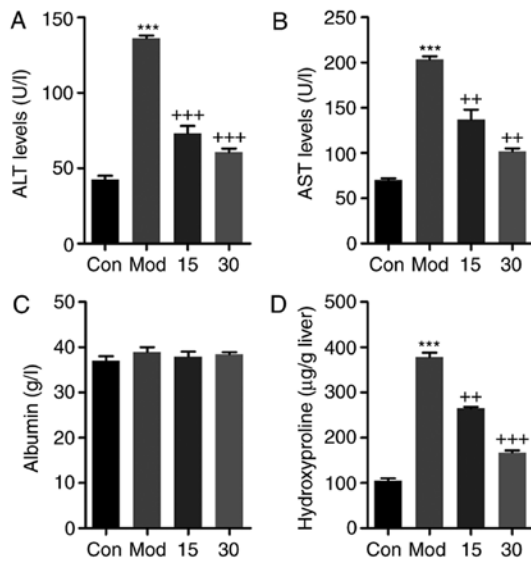 A
ALT levels (U/l)
150
100
50
0
***
+++
+++
Con Mod 15 30
B
AST levels (U/l)
250
200
150
100
50
0
***
++
++
Con Mod 15 30
C
Albumin (g/l)
50
40
30
20
10
0
Con Mod 15 30
D
Hydroxyproline (μg/g liver)
500
400
300
200
100
0
***
++
+++
Con Mod 15 30